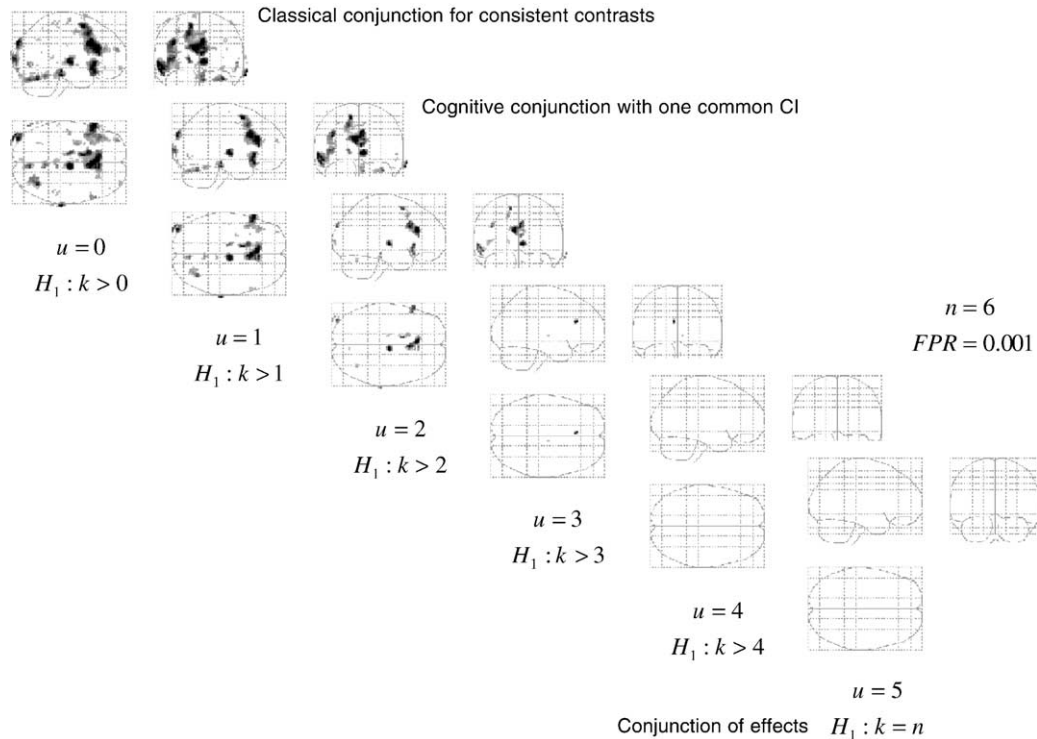 Classical conjunction for consistent contrasts
Cognitive conjunction with one common CI
u = 0
H₁ : k > 0
u = 1
H₁ : k > 1
u = 2
H₁ : k > 2
n = 6
FPR = 0.001
u = 3
H₁ : k > 3
u = 4
H₁ : k > 4
u = 5
Conjunction of effects H₁ : k = n